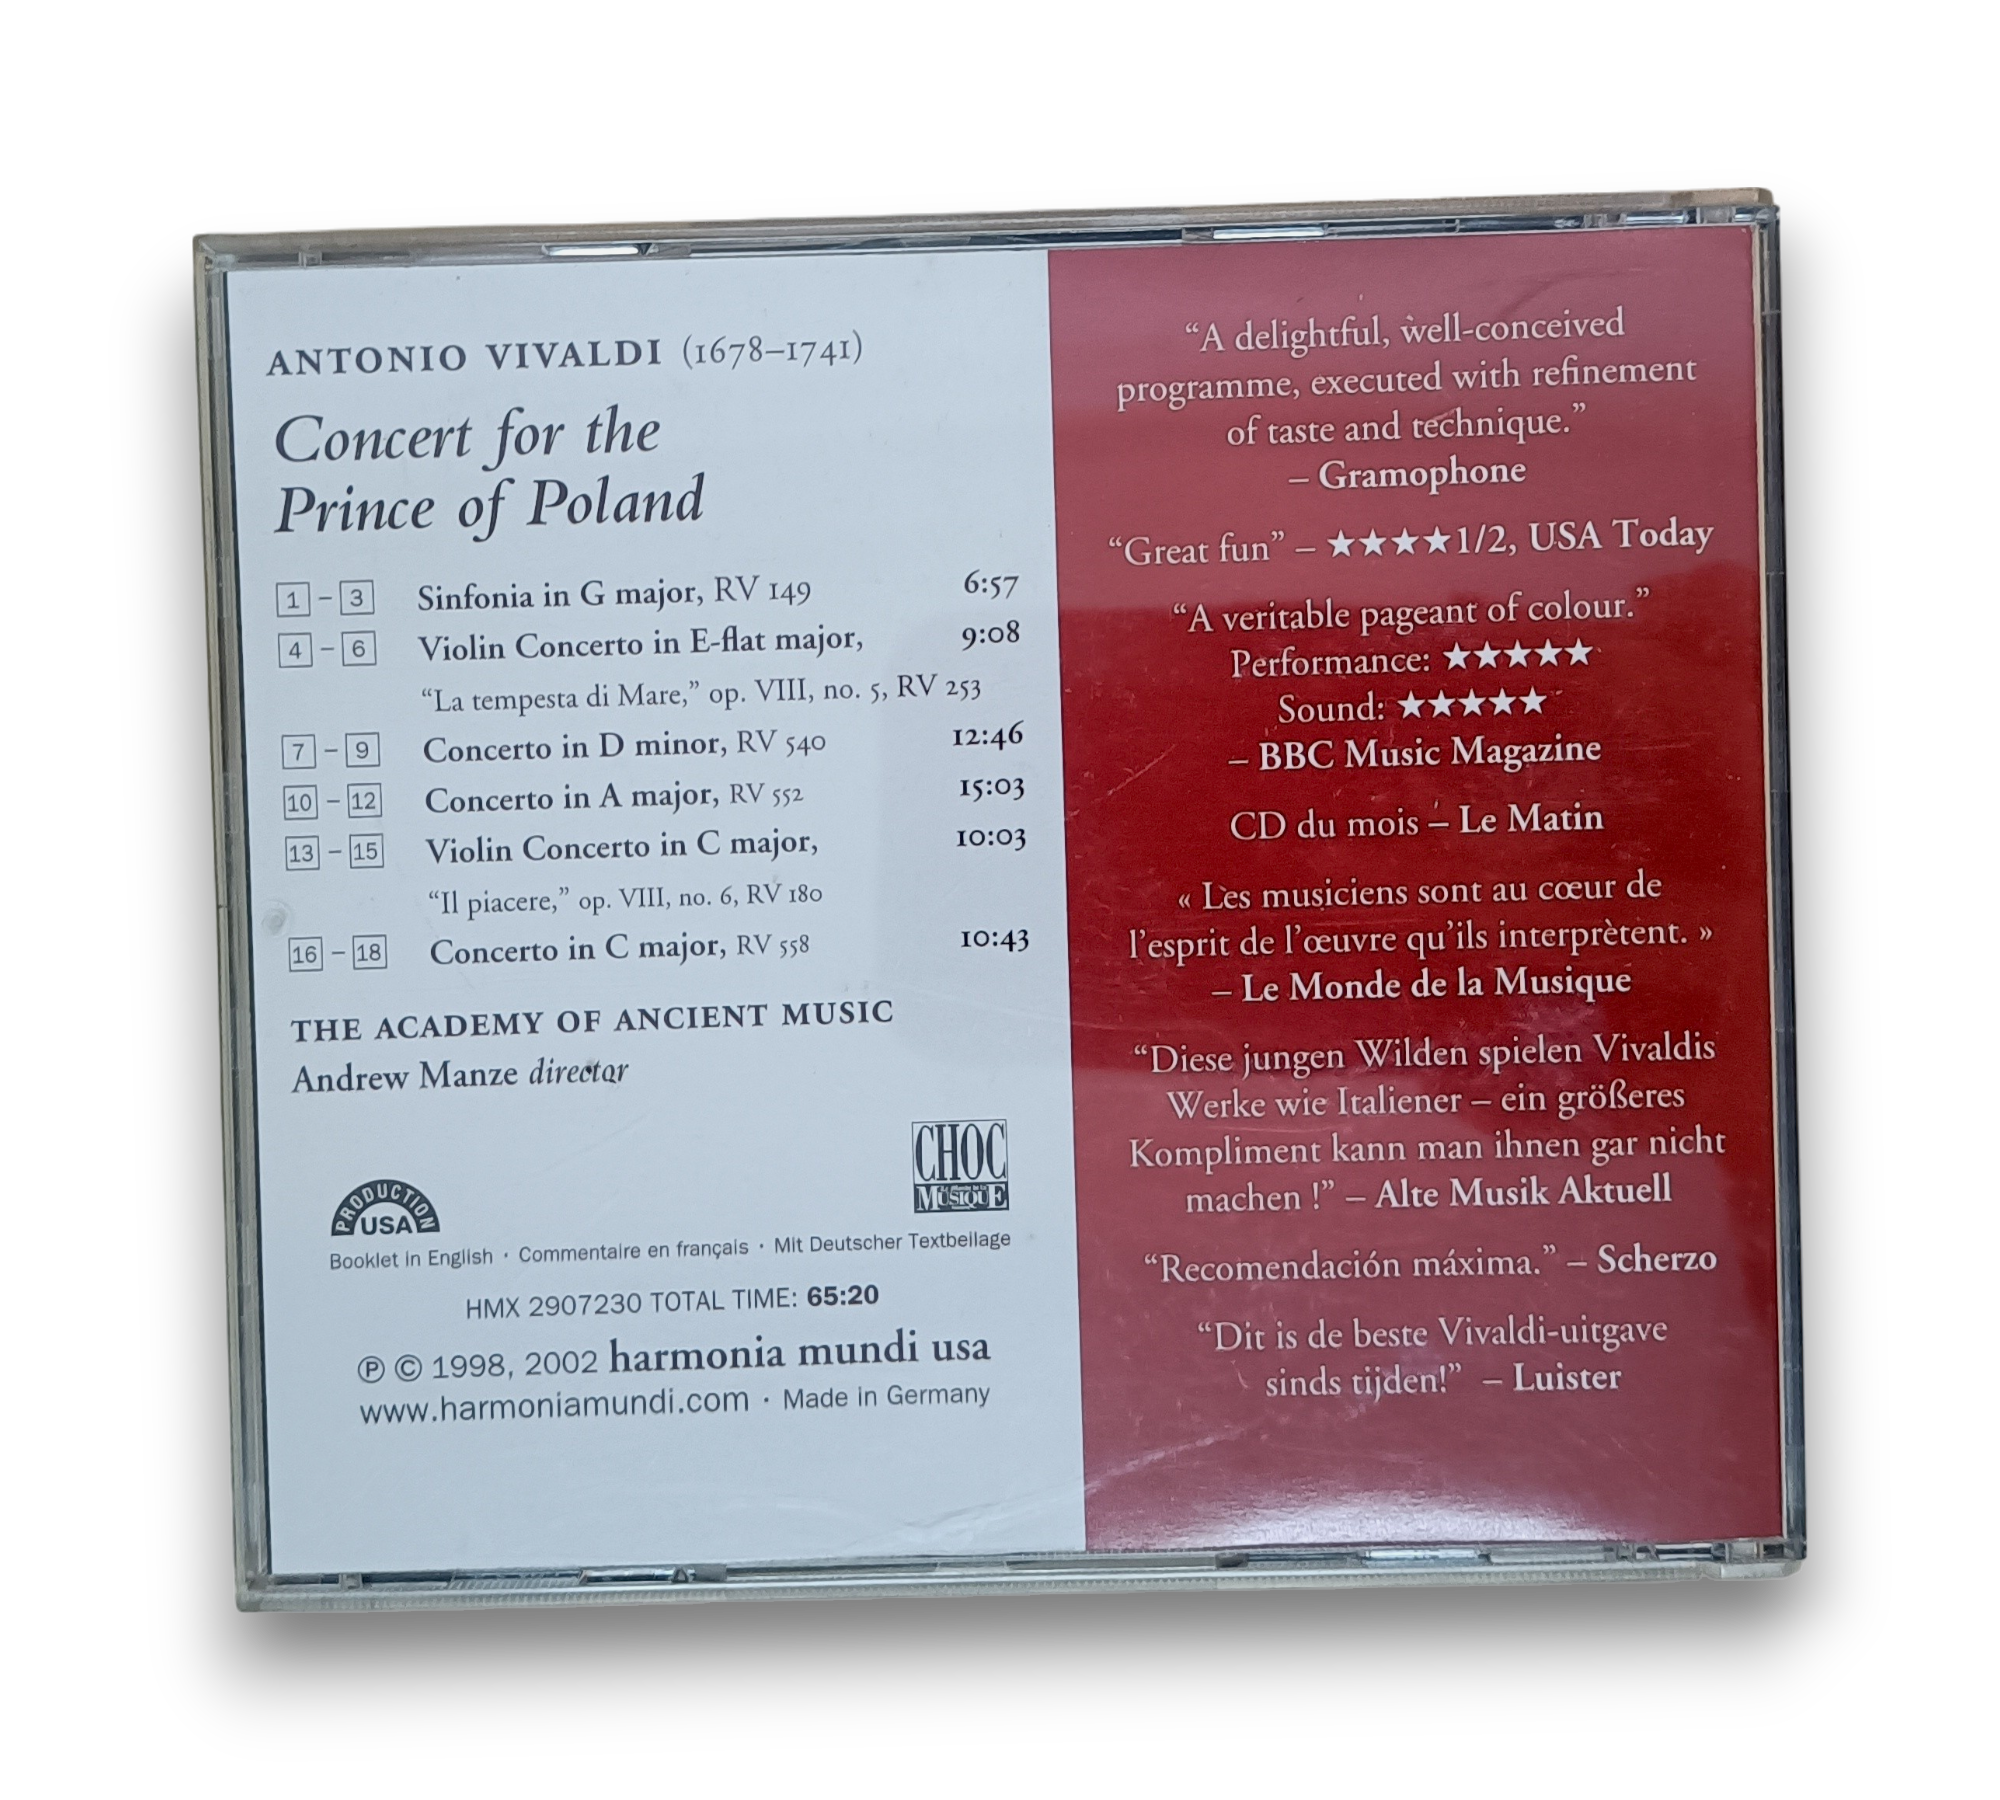 ANTONIO VIVALDI (1678–1741)
Concert for the
Prince of Poland
1 – 3 Sinfonia in G major, RV 149 6:57
4 – 6 Violin Concerto in E-flat major, 9:08
“La tempesta di Mare,” op. VIII, no. 5, RV 253
7 – 9 Concerto in D minor, RV 540 12:46
10 – 12 Concerto in A major, RV 552 15:03
13 – 15 Violin Concerto in C major, 10:03
“Il piacere,” op. VIII, no. 6, RV 180
16 – 18 Concerto in C major, RV 558 10:43
THE ACADEMY OF ANCIENT MUSIC
Andrew Manze director
PRODUCTION
USA
CHOC
MUSIQUE
Booklet in English · Commentaire en français · Mit Deutscher Textbeilage
HMX 2907230 TOTAL TIME: 65:20
℗ © 1998, 2002 harmonia mundi usa
www.harmoniamundi.com · Made in Germany
“A delightful, well-conceived
programme, executed with refinement
of taste and technique.”
– Gramophone
“Great fun” – ★★★★1/2, USA Today
“A veritable pageant of colour.”
Performance: ★★★★★
Sound: ★★★★★
– BBC Music Magazine
CD du mois – Le Matin
« Les musiciens sont au cœur de
l’esprit de l’œuvre qu’ils interprètent. »
– Le Monde de la Musique
“Diese jungen Wilden spielen Vivaldis
Werke wie Italiener – ein größeres
Kompliment kann man ihnen gar nicht
machen !” – Alte Musik Aktuell
“Recomendación máxima.” – Scherzo
“Dit is de beste Vivaldi-uitgave
sinds tijden!” – Luister